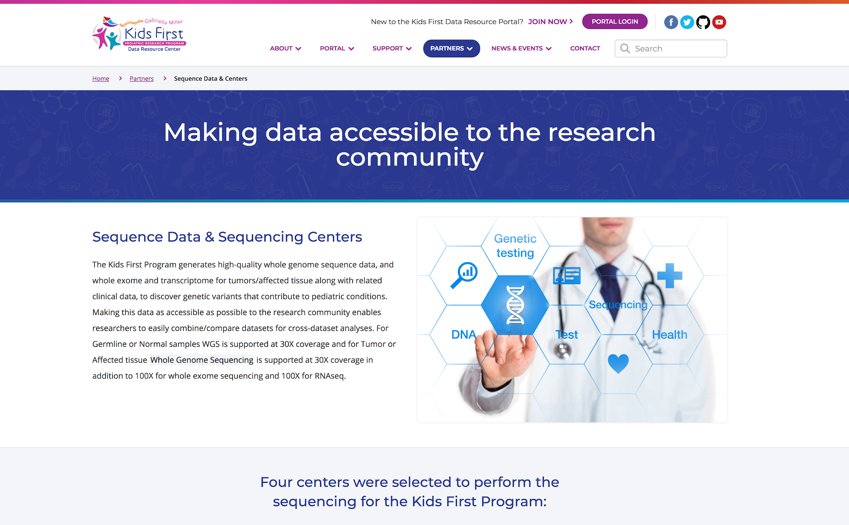 New to the Kids First Data Resource Portal? JOIN NOW PORTAL LOGIN
Gabriella Miller
Kids First
PEDIATRIC RESEARCH PROGRAM
Data Resource Center
ABOUT PORTAL SUPPORT PARTNERS NEWS & EVENTS CONTACT Search
Home Partners Sequence Data & Centers
Making data accessible to the research
community
Sequence Data & Sequencing Centers
The Kids First Program generates high-quality whole genome sequence data, and
whole exome and transcriptome for tumors/affected tissue along with related
clinical data, to discover genetic variants that contribute to pediatric conditions.
Making this data as accessible as possible to the research community enables
researchers to easily combine/compare datasets for cross-dataset analyses. For
Germline or Normal samples WGS is supported at 30X coverage and for Tumor or
Affected tissue Whole Genome Sequencing is supported at 30X coverage in
addition to 100X for whole exome sequencing and 100X for RNAseq.
Genetic
testing
Sequencing
DNA
Test
Health
Four centers were selected to perform the
sequencing for the Kids First Program: